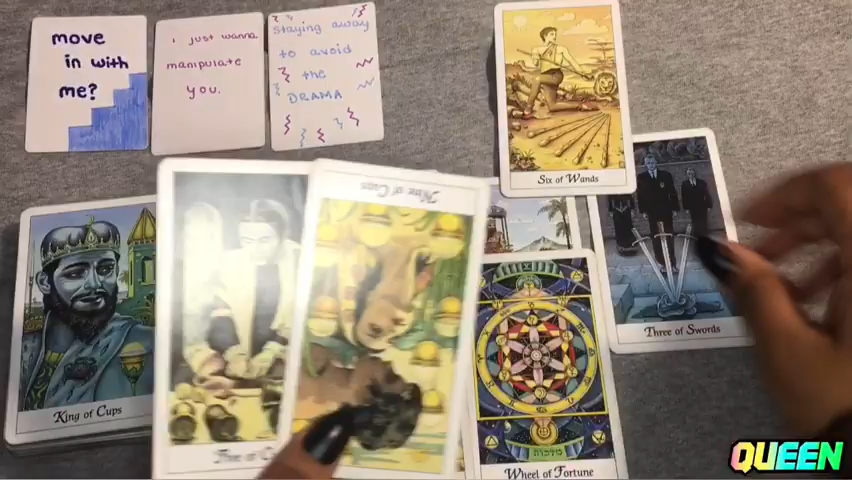 move
in with
me?
I just wanna
manipulate
you.
staying away
to avoid
the
DRAMA
Six of Wands
Nine of Cups
Three of Swords
King of Cups
Wheel of Fortune
QUEEN